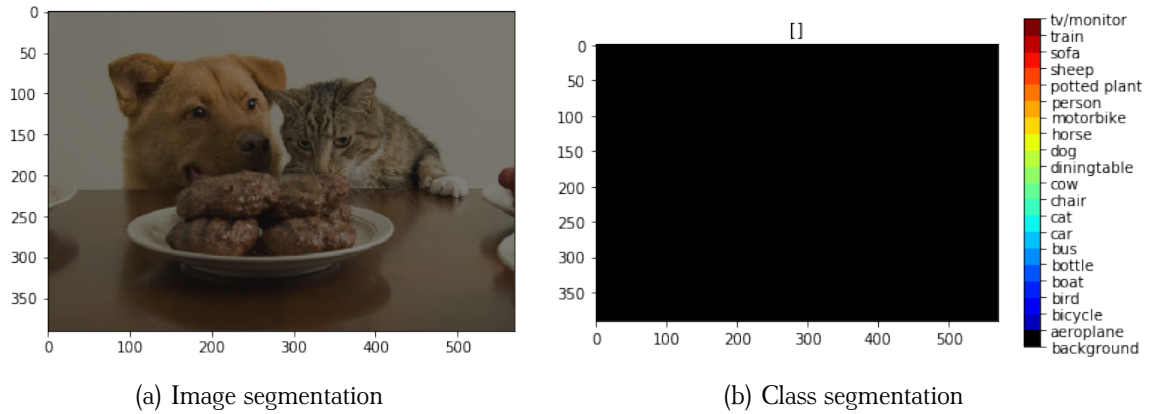 0
50
100
150
200
250
300
350
0 100 200 300 400 500
(a) Image segmentation
[]
0
50
100
150
200
250
300
350
0 100 200 300 400 500
tv/monitor
train
sofa
sheep
potted plant
person
motorbike
horse
dog
diningtable
cow
chair
cat
car
bus
bottle
boat
bird
bicycle
aeroplane
background
(b) Class segmentation